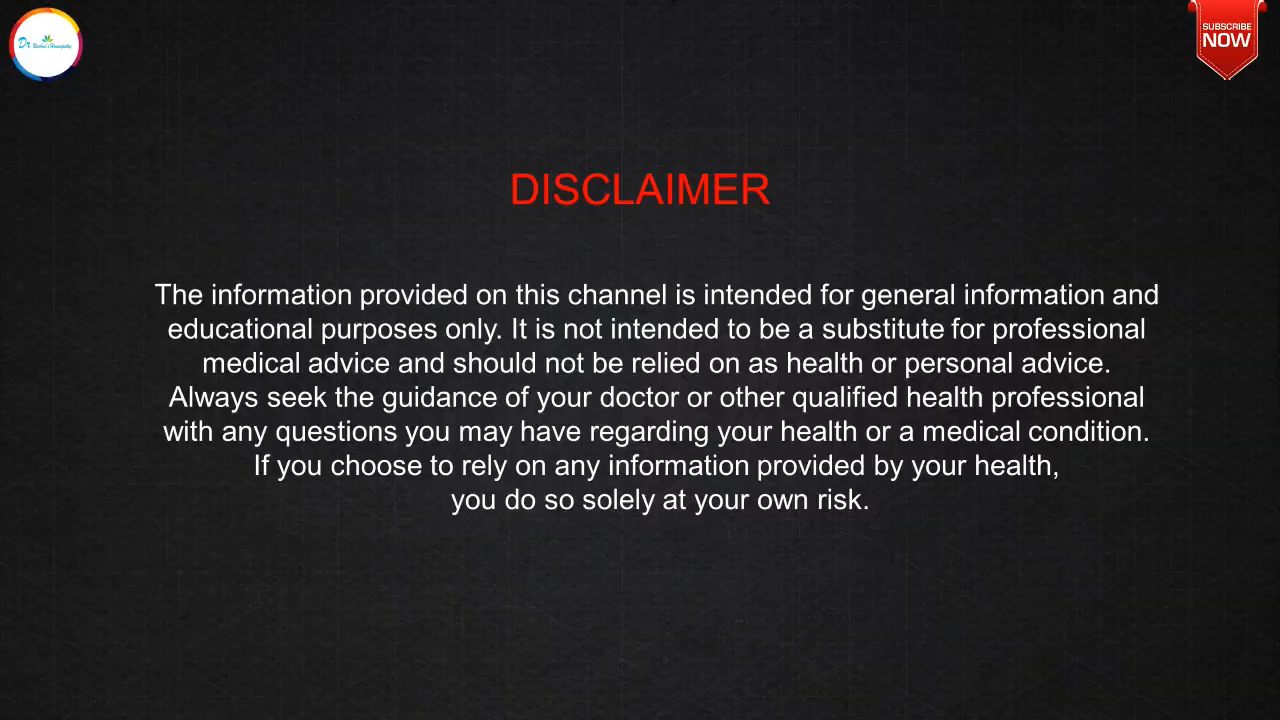 SUBSCRIBE
NOW
DISCLAIMER
The information provided on this channel is intended for general information and
educational purposes only. It is not intended to be a substitute for professional
medical advice and should not be relied on as health or personal advice.
Always seek the guidance of your doctor or other qualified health professional
with any questions you may have regarding your health or a medical condition.
If you choose to rely on any information provided by your health,
you do so solely at your own risk.